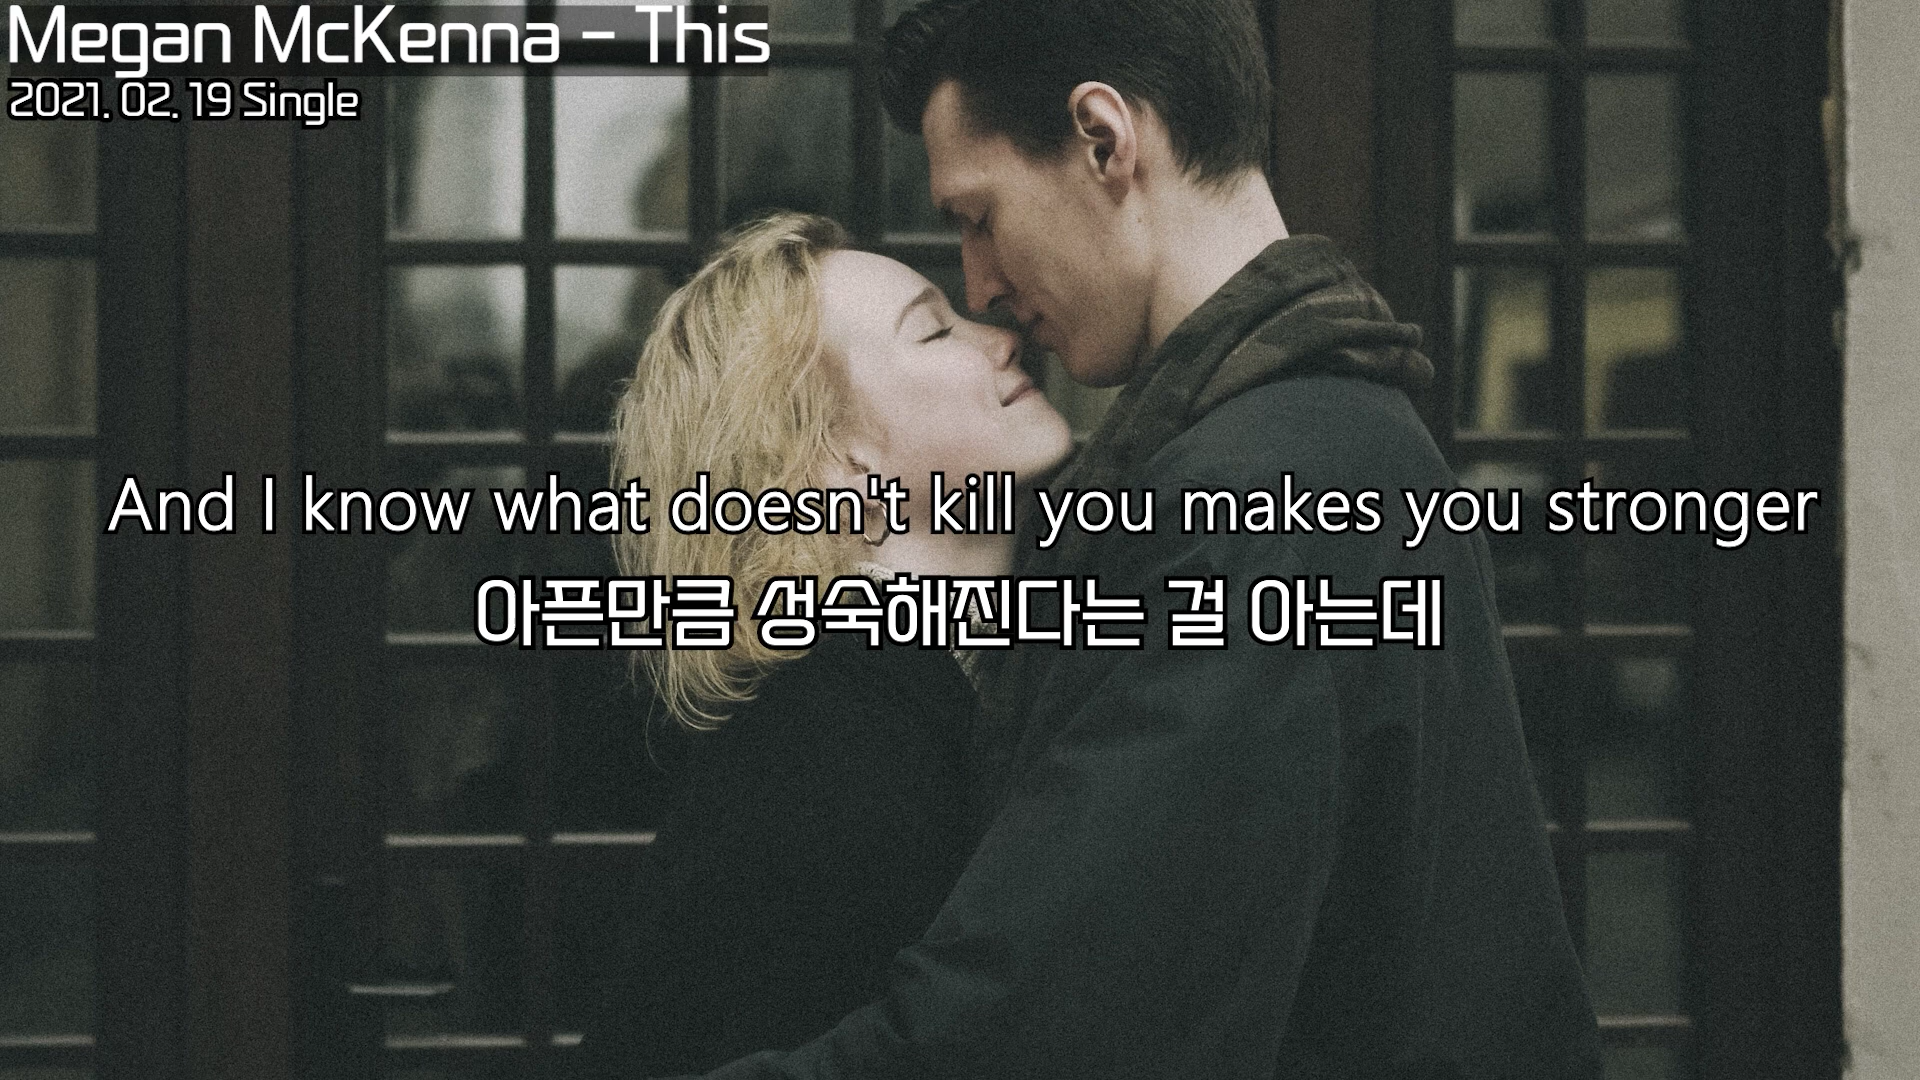 Megan McKenna - This
2021. 02. 19 Single
And I know what doesn't kill you makes you stronger
아픈만큼 성숙해진다는 걸 아는데